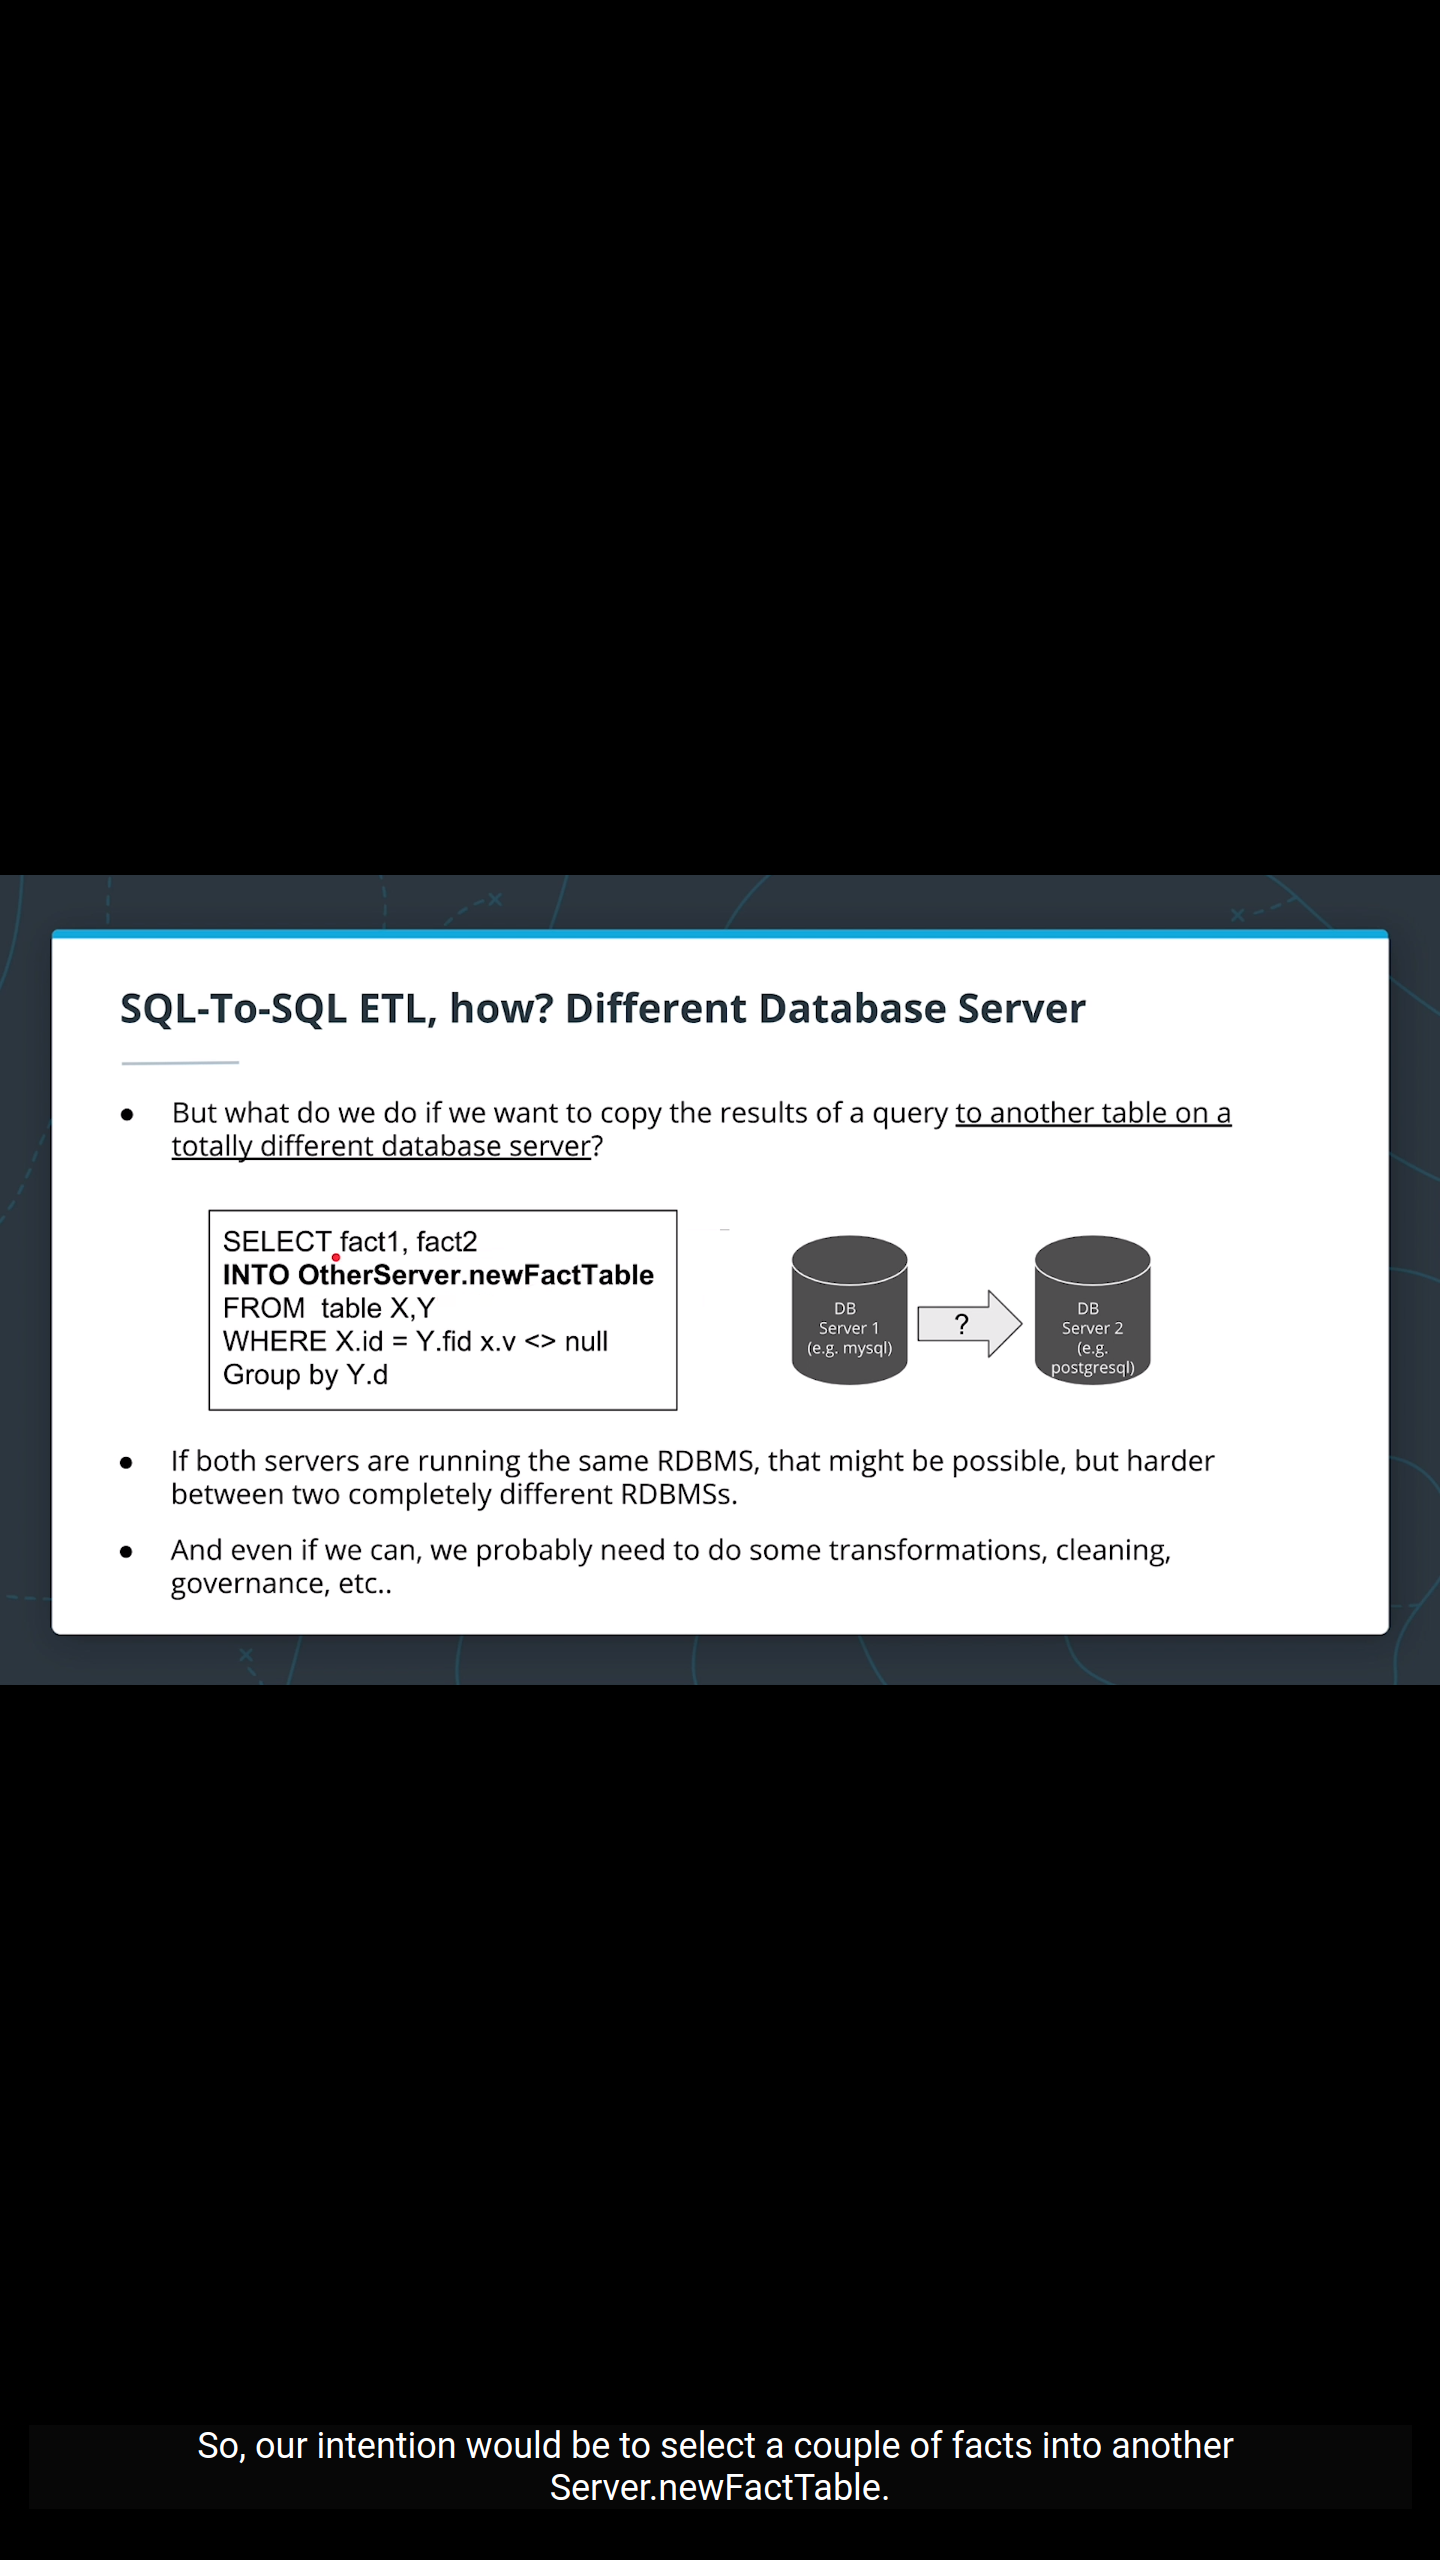 SQL-To-SQL ETL, how? Different Database Server
● But what do we do if we want to copy the results of a query to another table on a
totally different database server?
SELECT fact1, fact2
INTO OtherServer.newFactTable
FROM table X,Y
WHERE X.id = Y.fid x.v <> null
Group by Y.d
DB
Server 1
(e.g. mysql)
?
DB
Server 2
(e.g.
postgresql)
● If both servers are running the same RDBMS, that might be possible, but harder
between two completely different RDBMSs.
● And even if we can, we probably need to do some transformations, cleaning,
governance, etc..
So, our intention would be to select a couple of facts into another
Server.newFactTable.